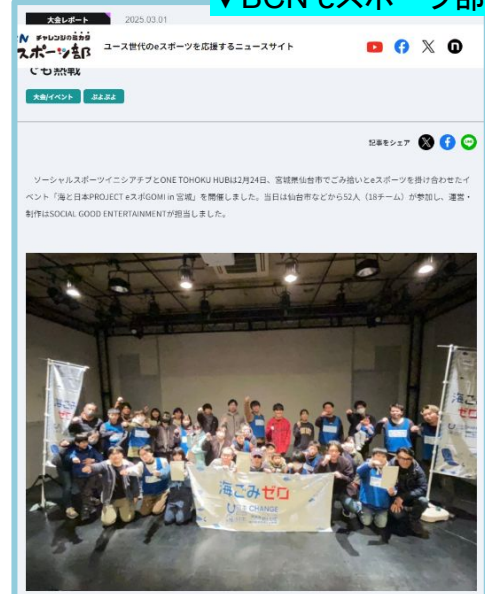 ▼BCN eスポーツ部
大会レポート 2025.03.01
チャレンジのミカタ
スポーツ部
ユース世代のeスポーツを応援するニュースサイト
でも熱戦
大会/イベント ぷよぷよ
記事をシェア
ソーシャルスポーツイニシアチブとONE TOHOKU HUBは2月24日、宮城県仙台市でごみ拾いとeスポーツを掛け合わせたイ
ベント「海と日本PROJECT eスポGOMI in 宮城」を開催しました。当日は仙台市などから52人（18チーム）が参加し、運営・
制作はSOCIAL GOOD ENTERTAINMENTが担当しました。
海ごみゼロ
CHANGE
海ごみ
ゼロ